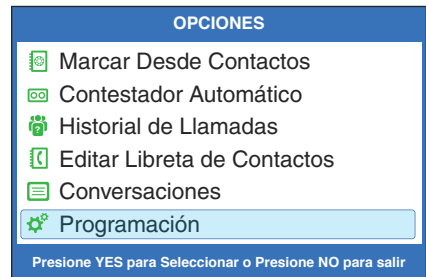 OPCIONES
Marcar Desde Contactos
Contestador Automático
Historial de Llamadas
Editar Libreta de Contactos
Conversaciones
Programación
Presione YES para Seleccionar o Presione NO para salir